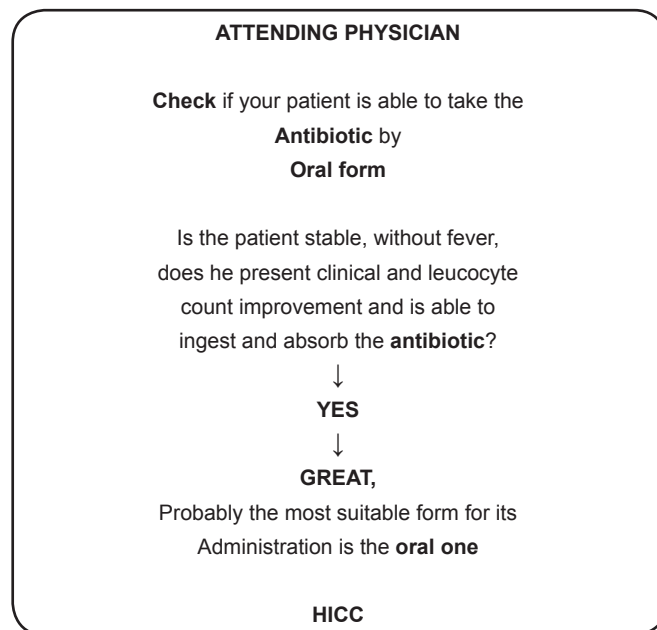 ATTENDING PHYSICIAN
Check if your patient is able to take the
Antibiotic by
Oral form
Is the patient stable, without fever,
does he present clinical and leucocyte
count improvement and is able to
ingest and absorb the antibiotic?
↓
YES
↓
GREAT,
Probably the most suitable form for its
Administration is the oral one
HICC